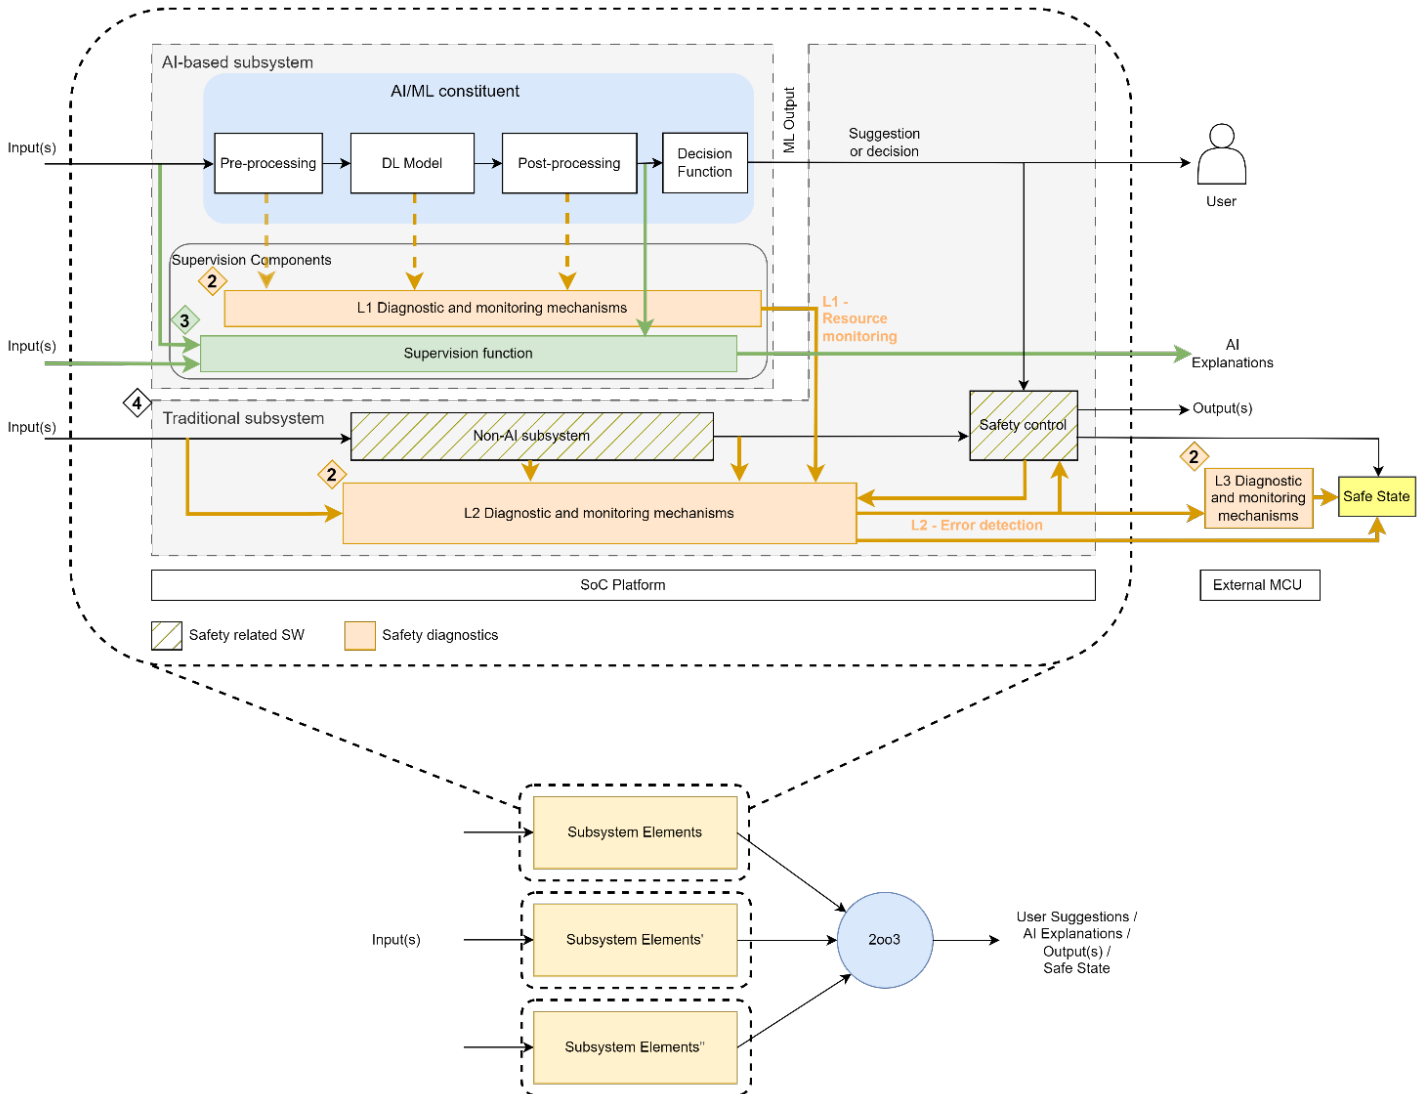 AI-based subsystem
AI/ML constituent
Input(s)
Pre-processing
DL Model
Post-processing
Decision
Function
ML Output
Suggestion
or decision
User
Supervision Components
2
L1 Diagnostic and monitoring mechanisms
L1 -
Resource
monitoring
3
Input(s)
Supervision function
AI
Explanations
4
Traditional subsystem
Input(s)
Non-AI subsystem
Safety control
Output(s)
2
L2 Diagnostic and monitoring mechanisms
L2 - Error detection
2
L3 Diagnostic
and monitoring
mechanisms
Safe State
SoC Platform
External MCU
Safety related SW
Safety diagnostics
Subsystem Elements
Input(s)
Subsystem Elements'
Subsystem Elements"
2oo3
User Suggestions /
AI Explanations /
Output(s) /
Safe State